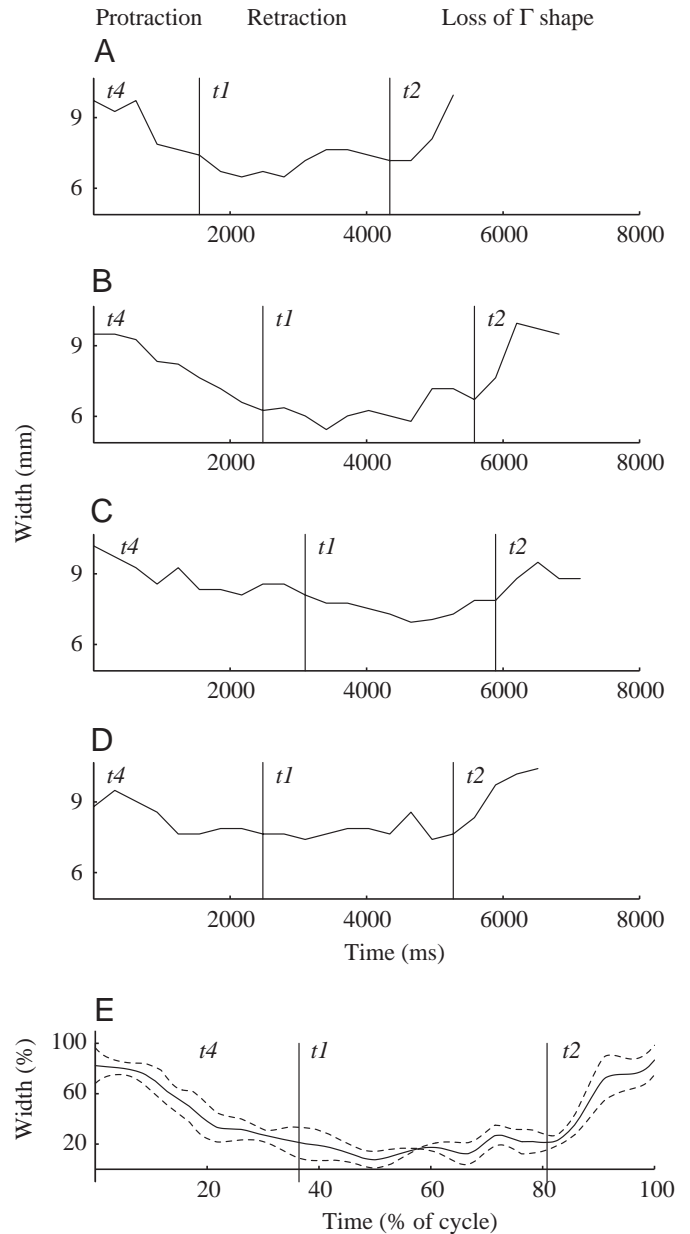 Protraction Retraction Loss of Γ shape
A
t4 t1 t2
9
6
2000 4000 6000 8000
B
t4 t1 t2
9
6
2000 4000 6000 8000
Width (mm)
C
t4 t1 t2
9
6
2000 4000 6000 8000
D
t4 t1 t2
9
6
2000 4000 6000 8000
Time (ms)
E
t4 t1 t2
100
60
20
Width (%)
20 40 60 80 100
Time (% of cycle)